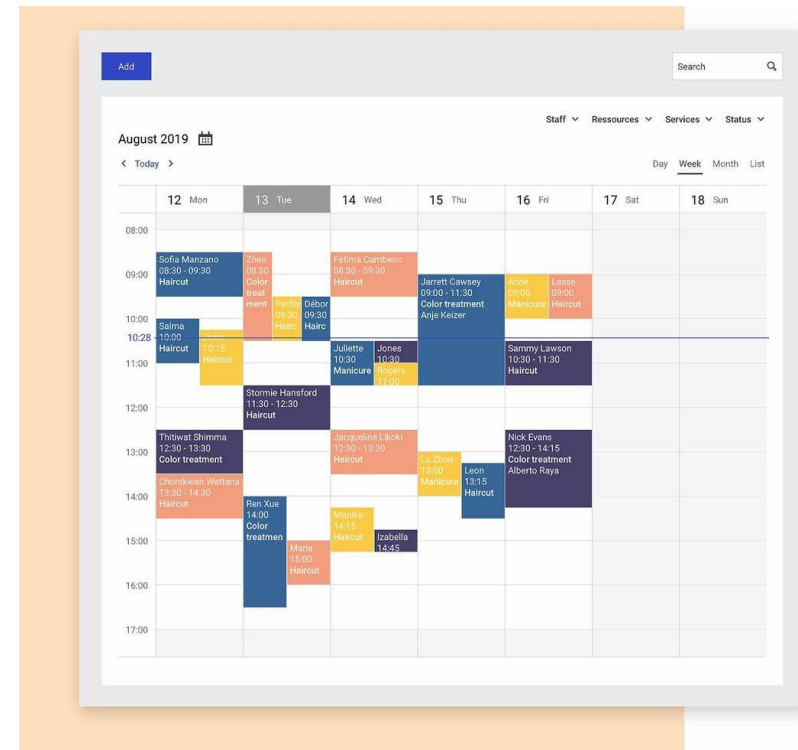 Add
Search
Staff Ressources Services Status
August 2019
< Today >
Day Week Month List
12 Mon 13 Tue 14 Wed 15 Thu 16 Fri 17 Sat 18 Sun
08:00
09:00
10:00
10:28
11:00
12:00
13:00
14:00
15:00
16:00
17:00
Sofia Manzano
08:30 - 09:30
Haircut
Salma
10:00
Haircut
10:15
Haircut
Thitiwat Shimma
12:30 - 13:30
Color treatment
Chomkwan Wattana
13:30 - 14:30
Haircut
Zhen
08:30
Color
treat
ment
Perfily
09:30
Hairc
Débor
09:30
Hairc
Stormie Hansford
11:30 - 12:30
Haircut
Ren Xue
14:00
Color
treatmen
Maria
15:00
Haircut
Fátima Cambeiro
08:30 - 09:30
Haircut
Juliette
10:30
Manicure
Jones
10:30
Rogers
11:00
Jacqueline Likoki
12:30 - 13:30
Haircut
Monika
14:15
Haircut
Izabella
14:45
Jarrett Cawsey
09:00 - 11:30
Color treatment
Anje Keizer
Lu Zhou
13:00
Manicure
Leon
13:15
Haircut
Anne
09:00
Manicure
Lasse
09:00
Haircut
Sammy Lawson
10:30 - 11:30
Haircut
Nick Evans
12:30 - 14:15
Color treatment
Alberto Raya